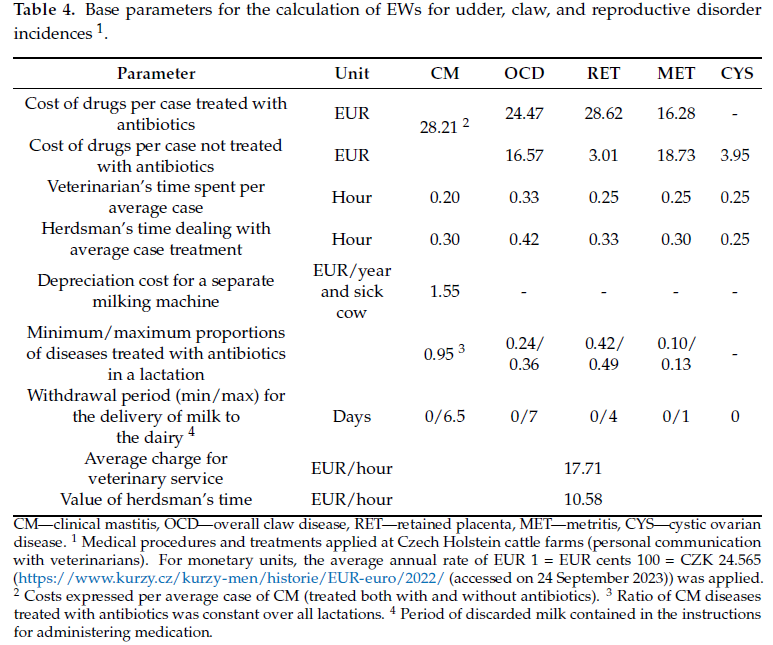 Table 4. Base parameters for the calculation of EWs for udder, claw, and reproductive disorder
incidences 1.
Parameter Unit CM OCD RET MET CYS
Cost of drugs per case treated with
antibiotics EUR 28.21 2 24.47 28.62 16.28 -
Cost of drugs per case not treated
with antibiotics EUR 16.57 3.01 18.73 3.95
Veterinarian's time spent per
average case Hour 0.20 0.33 0.25 0.25 0.25
Herdsman's time dealing with
average case treatment Hour 0.30 0.42 0.33 0.30 0.25
Depreciation cost for a separate
milking machine EUR/year
and sick
cow 1.55 - - - -
Minimum/maximum proportions
of diseases treated with antibiotics
in a lactation 0.95 3 0.24/
0.36 0.42/
0.49 0.10/
0.13 -
Withdrawal period (min/max) for
the delivery of milk to
the dairy 4 Days 0/6.5 0/7 0/4 0/1 0
Average charge for
veterinary service EUR/hour 17.71
Value of herdsman's time EUR/hour 10.58
CM—clinical mastitis, OCD—overall claw disease, RET—retained placenta, MET—metritis, CYS—cystic ovarian
disease. 1 Medical procedures and treatments applied at Czech Holstein cattle farms (personal communication
with veterinarians). For monetary units, the average annual rate of EUR 1 = EUR cents 100 = CZK 24.565
(https://www.kurzy.cz/kurzy-men/historie/EUR-euro/2022/ (accessed on 24 September 2023)) was applied.
2 Costs expressed per average case of CM (treated both with and without antibiotics). 3 Ratio of CM diseases
treated with antibiotics was constant over all lactations. 4 Period of discarded milk contained in the instructions
for administering medication.